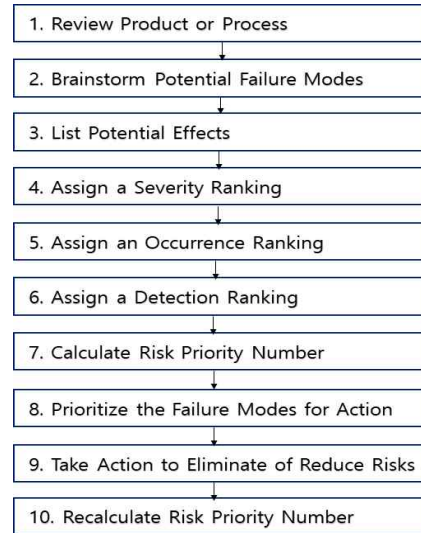 1. Review Product or Process
2. Brainstorm Potential Failure Modes
3. List Potential Effects
4. Assign a Severity Ranking
5. Assign an Occurrence Ranking
6. Assign a Detection Ranking
7. Calculate Risk Priority Number
8. Prioritize the Failure Modes for Action
9. Take Action to Eliminate of Reduce Risks
10. Recalculate Risk Priority Number